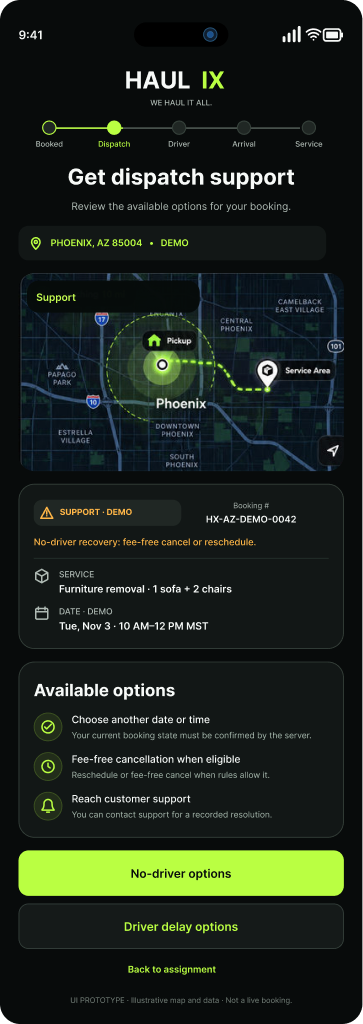 9:41
HAUL IX
WE HAUL IT ALL.
Booked
Dispatch
Driver
Arrival
Service
Get dispatch support
Review the available options for your booking.
PHOENIX, AZ 85004 • DEMO
Support
CAMELBACK
EAST VILLAGE
17
ENCANTA
CENTRAL
PHOENIX
Pickup
101
PAPAGO
PARK
Service Area
10
Phoenix
ESTRELLA
VILLAGE
DOWNTOWN
PHOENIX
SOUTH
PHOENIX
SUPPORT · DEMO
Booking #
HX-AZ-DEMO-0042
No-driver recovery: fee-free cancel or reschedule.
SERVICE
Furniture removal · 1 sofa + 2 chairs
DATE · DEMO
Tue, Nov 3 · 10 AM–12 PM MST
Available options
Choose another date or time
Your current booking state must be confirmed by the server.
Fee-free cancellation when eligible
Reschedule or fee-free cancel when rules allow it.
Reach customer support
You can contact support for a recorded resolution.
No-driver options
Driver delay options
Back to assignment
UI PROTOTYPE · Illustrative map and data · Not a live booking.